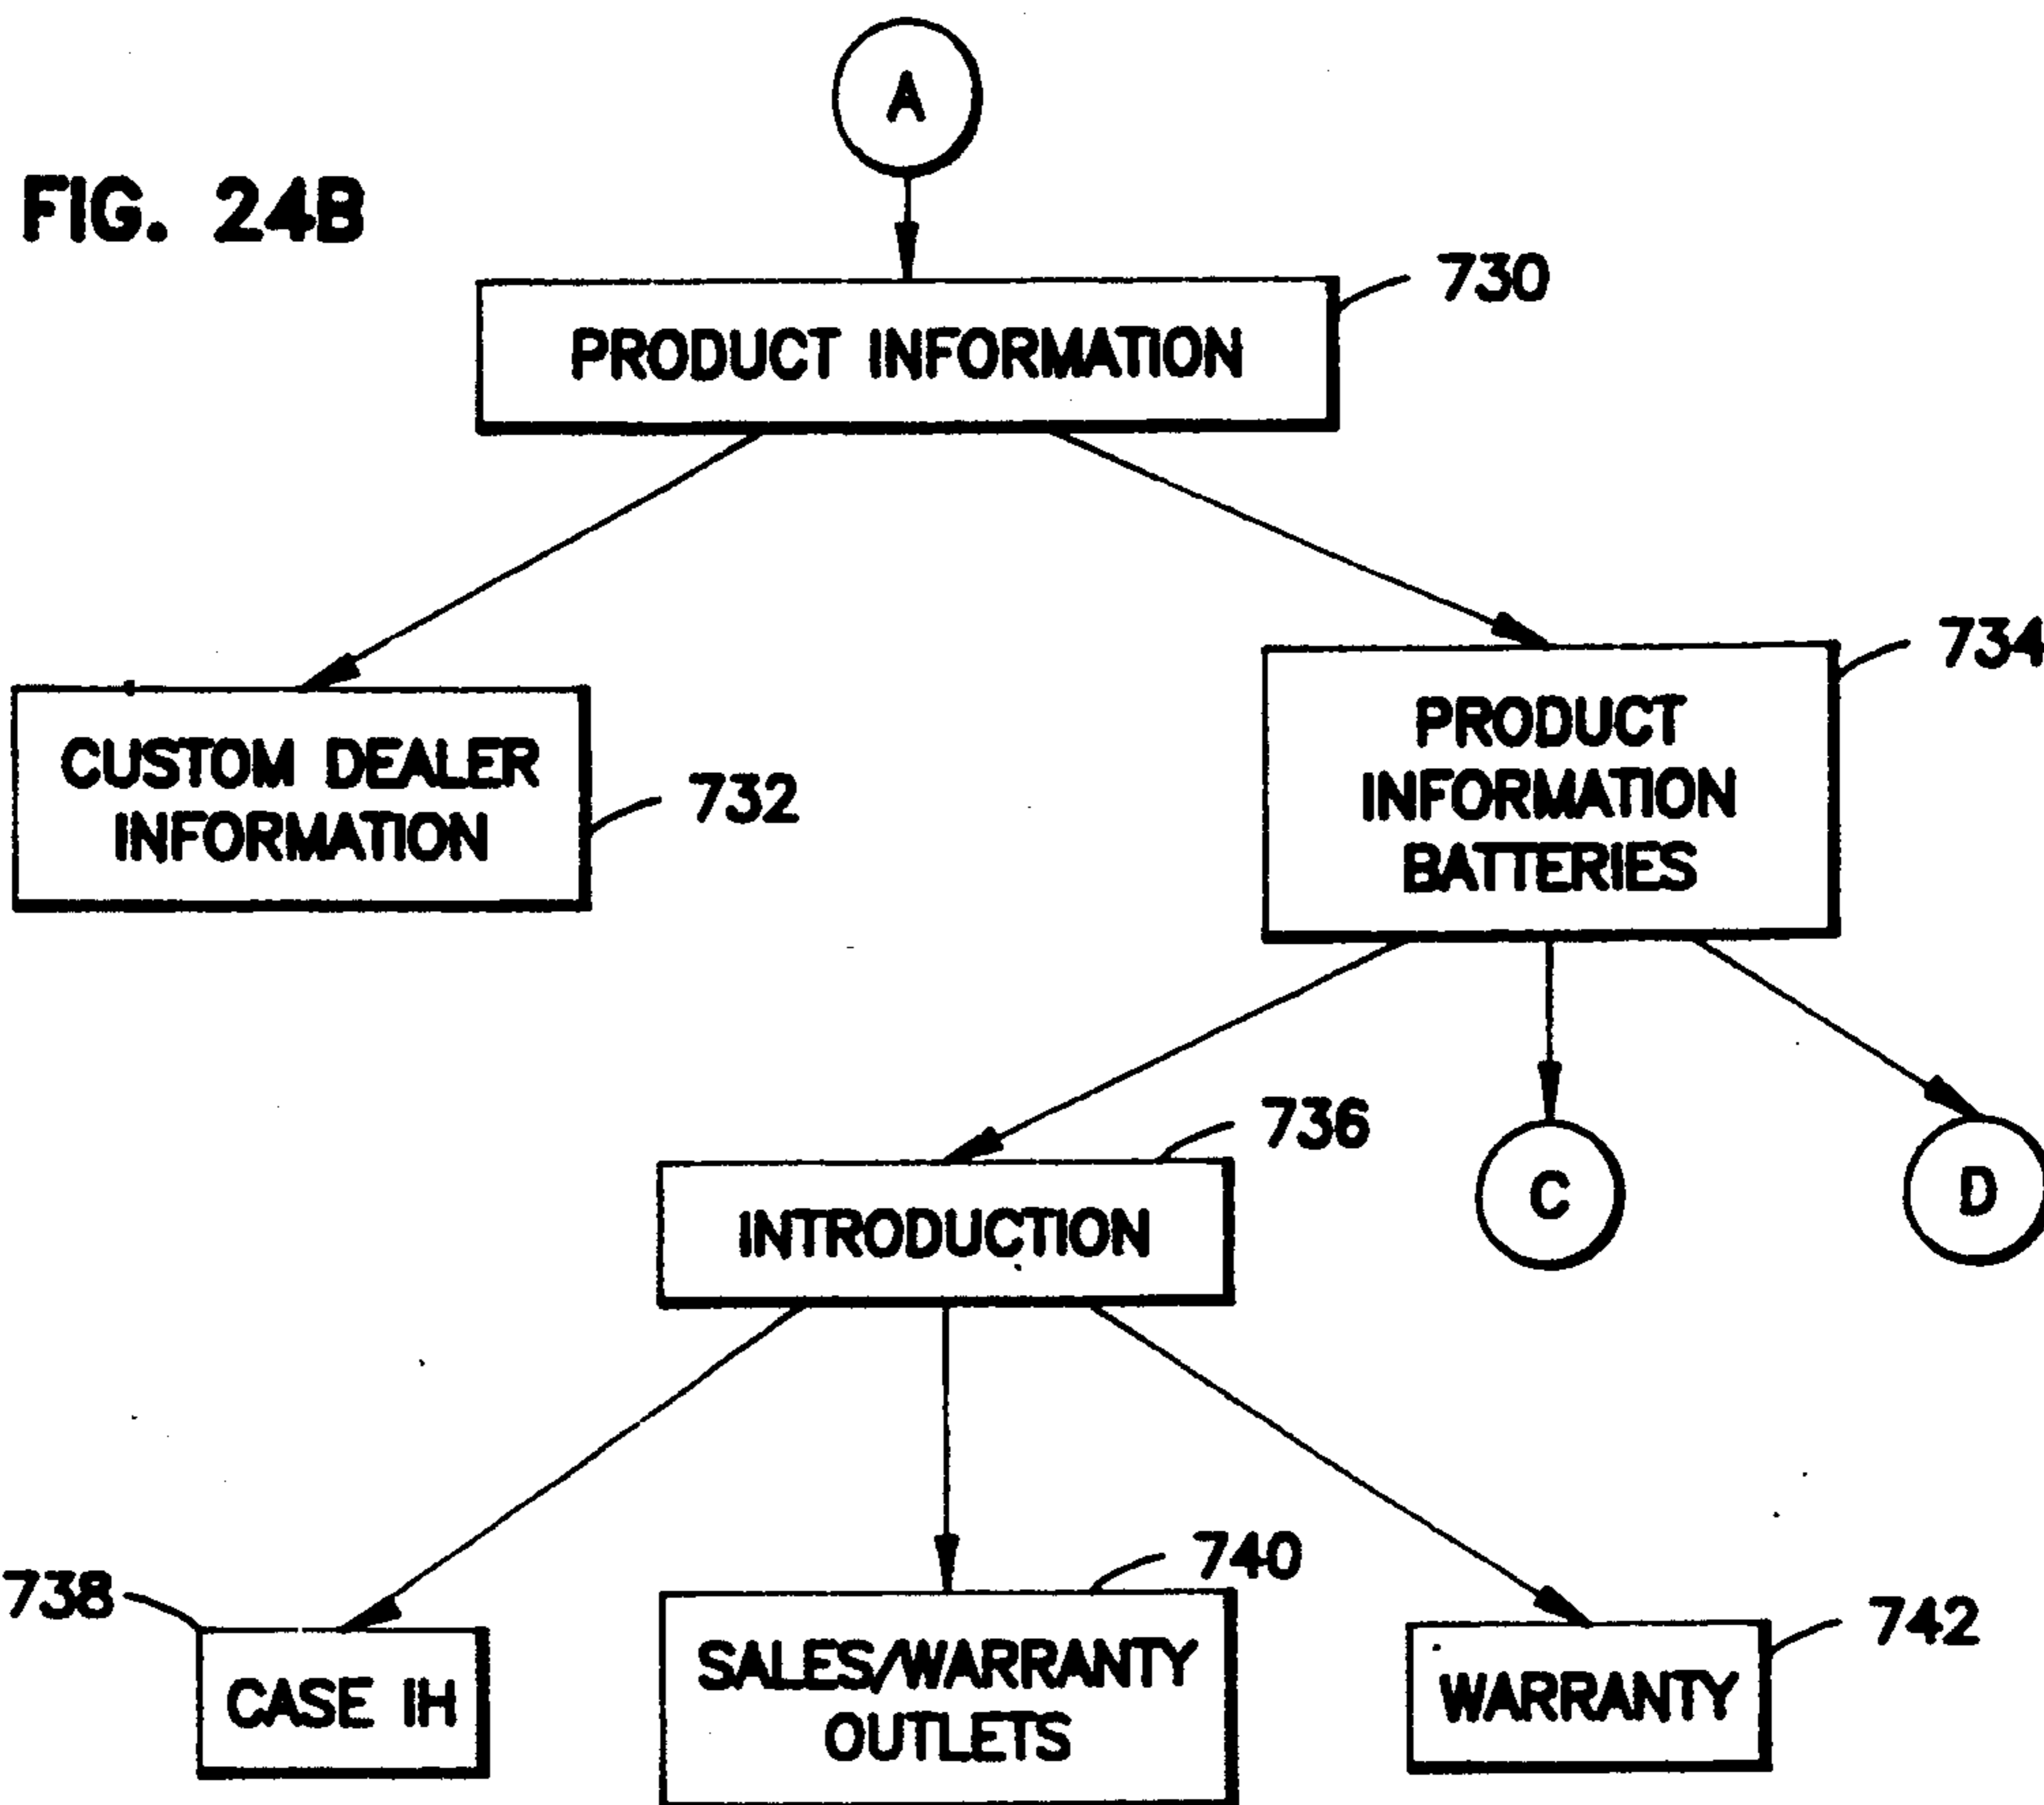 A
FIG. 24B
730
PRODUCT INFORMATION
734
CUSTOM DEALER
INFORMATION
732
PRODUCT
INFORMATION
BATTERIES
736
INTRODUCTION
C
D
738
740
742
CASE IH
SALES/WARRANTY
OUTLETS
WARRANTY